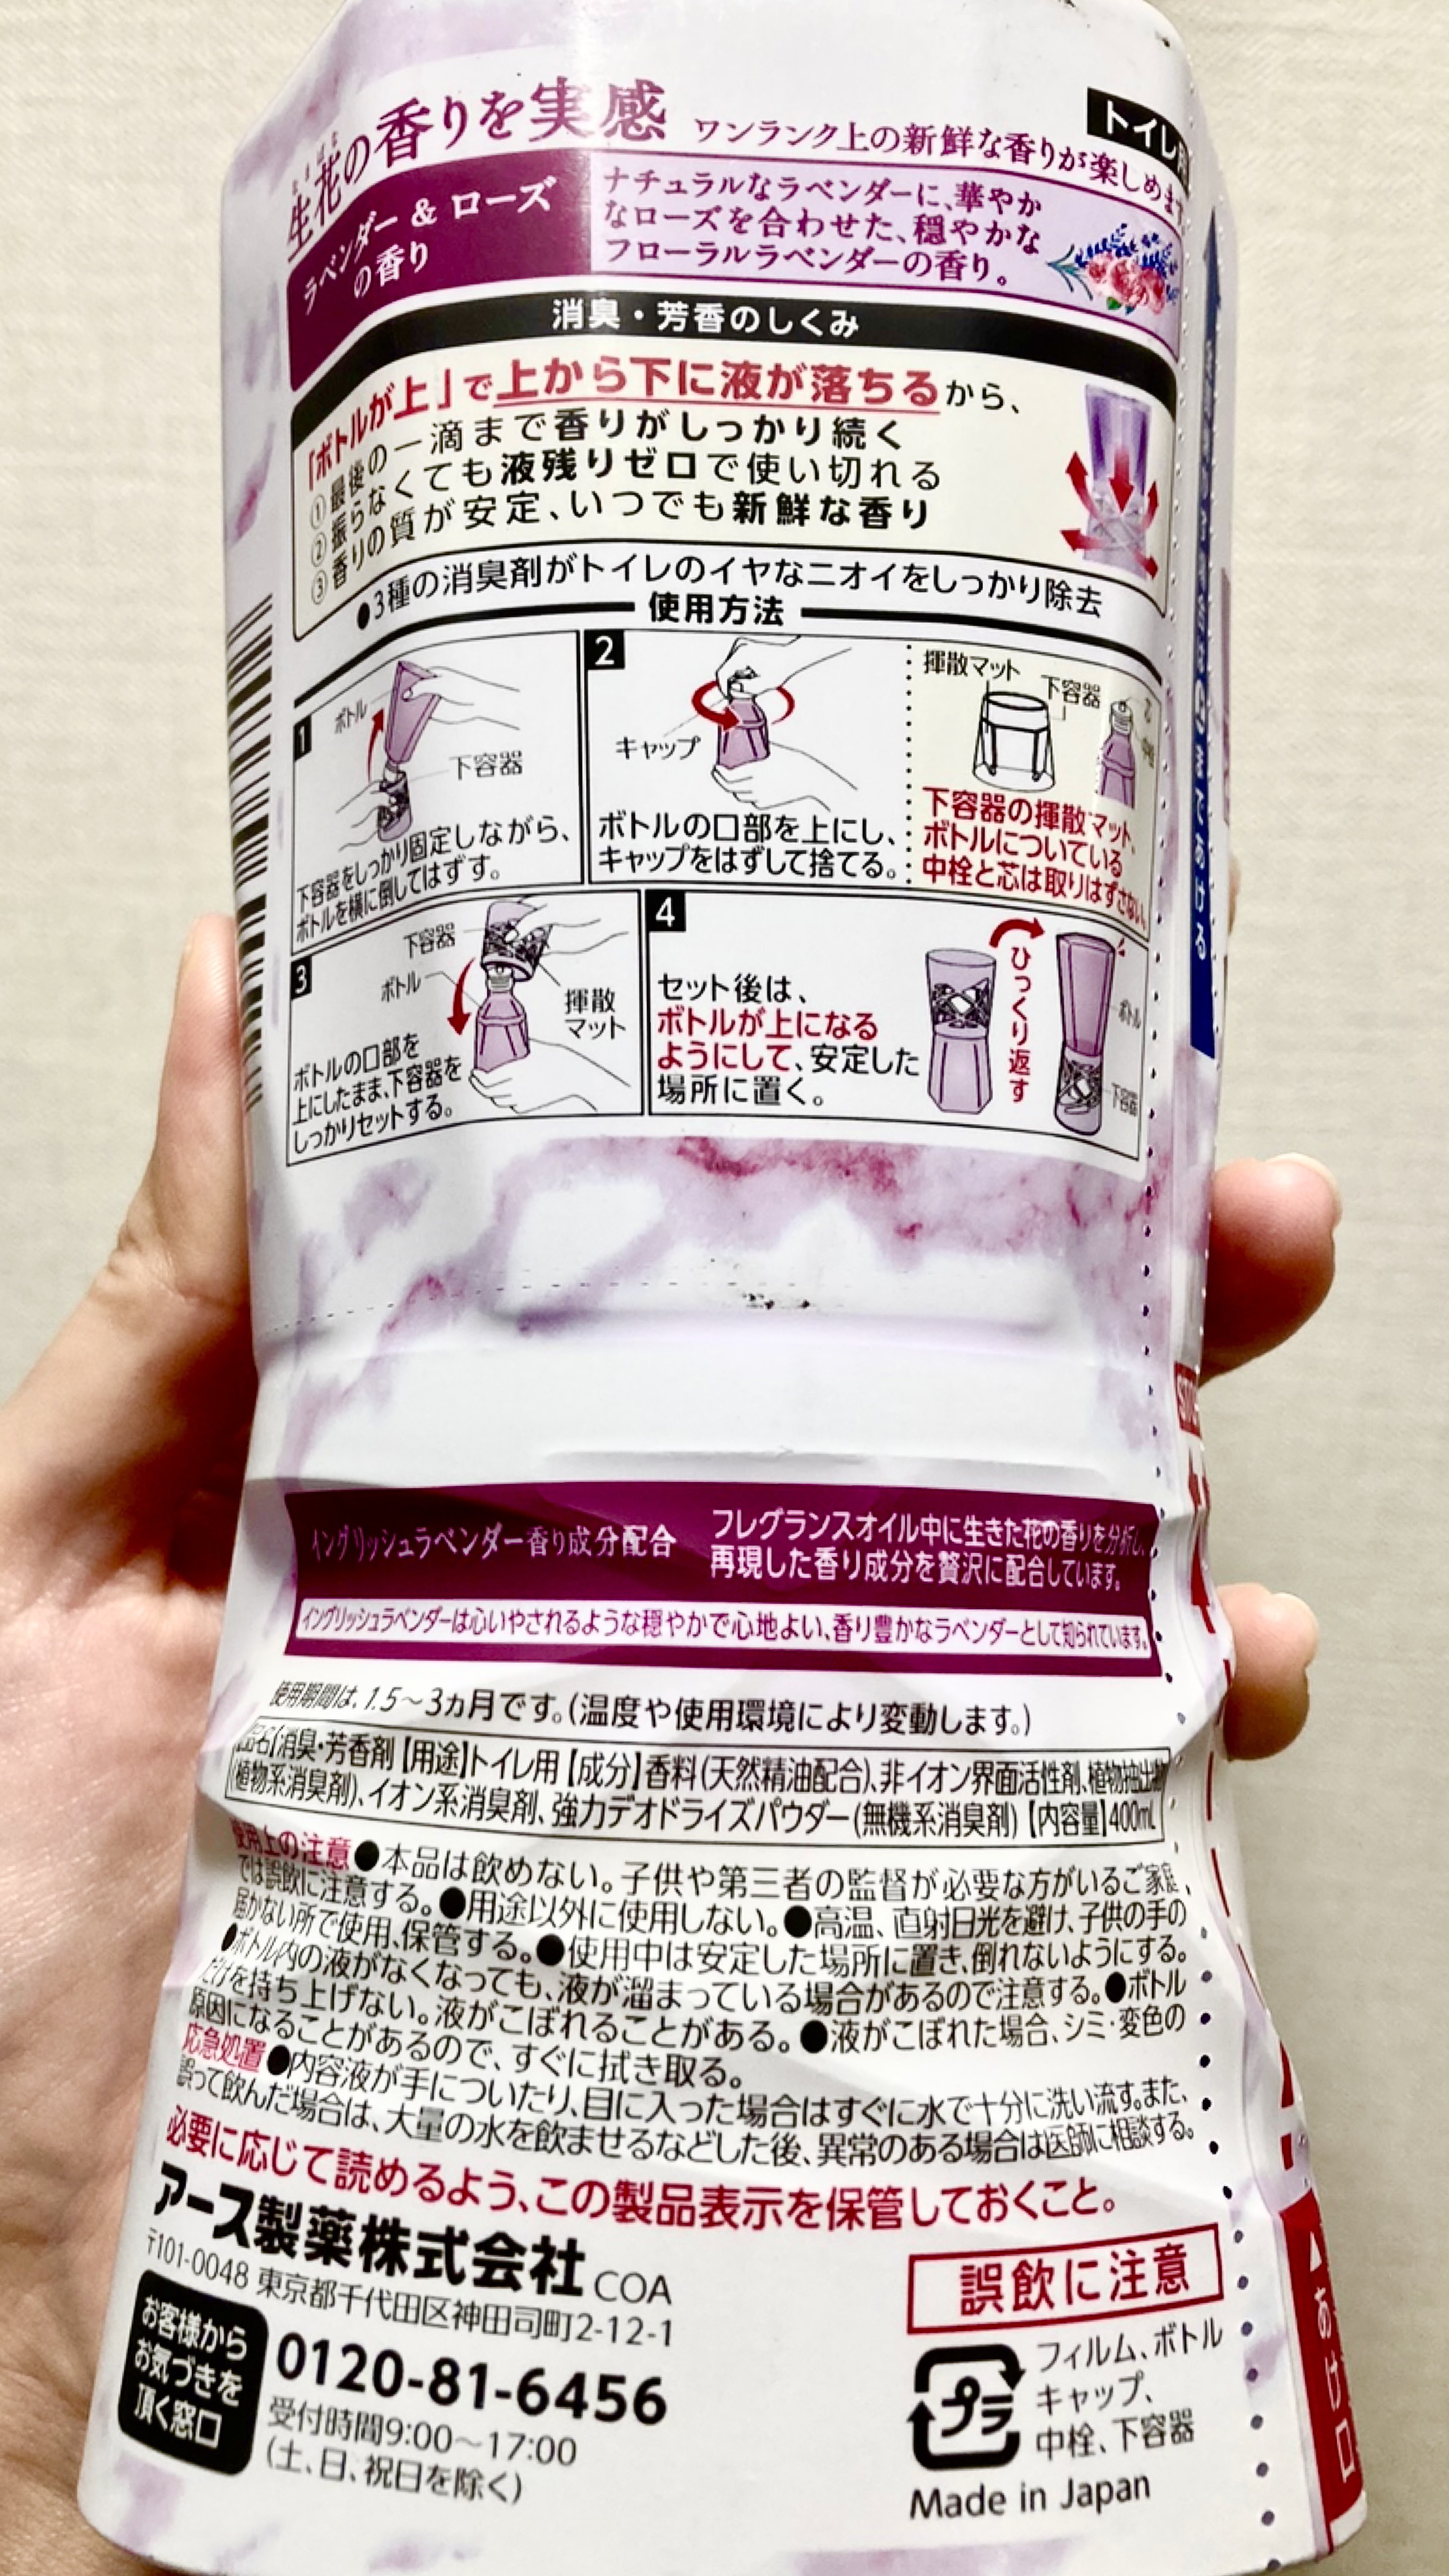 生花の香りを実感
なまばな
ワンランク上の新鮮な香りが楽しめます
トイレ用
ラベンダー & ローズ
の香り
ナチュラルなラベンダーに、華やか
なローズを合わせた、穏やかな
フローラルラベンダーの香り。
消臭・芳香のしくみ
「ボトルが上」で上から下に液が落ちるから、
①最後の一滴まで香りがしっかり続く
②振らなくても液残りゼロで使い切れる
③香りの質が安定、いつでも新鮮な香り
●3種の消臭剤がトイレのイヤなニオイをしっかり除去
使用方法
1
ボトル
下容器
下容器をしっかり固定しながら、
ボトルを横に倒してはずす。
2
キャップ
ボトルの口部を上にし、
キャップをはずして捨てる。
揮散マット
下容器
下容器の揮散マット、
ボトルについている
中栓と芯は取りはずさない。
3
下容器
ボトル
揮散
マット
ボトルの口部を
上にしたまま、下容器を
しっかりセットする。
4
セット後は、
ボトルが上になる
ようにして、安定した
場所に置く。
ひっくり返す
ボトル
下容器
まであける
イングリッシュラベンダー香り成分配合
フレグランスオイル中に生きた花の香りを分析し、
再現した香り成分を贅沢に配合しています。
イングリッシュラベンダーは心いやされるような穏やかで心地よい、香り豊かなラベンダーとして知られています。
使用期間は、1.5～3ヵ月です。(温度や使用環境により変動します。)
品名】消臭・芳香剤【用途】トイレ用【成分】香料(天然精油配合)、非イオン界面活性剤、植物抽出物
(植物系消臭剤)、イオン系消臭剤、強力デオドライズパウダー(無機系消臭剤)【内容量】400mL
使用上の注意●本品は飲めない。子供や第三者の監督が必要な方がいるご家庭
では誤飲に注意する。●用途以外に使用しない。●高温、直射日光を避け、子供の手の
届かない所で使用、保管する。●使用中は安定した場所に置き、倒れないようにする。
●ボトル内の液がなくなっても、液が溜まっている場合があるので注意する。●ボトル
だけを持ち上げない。液がこぼれることがある。●液がこぼれた場合、シミ・変色の
原因になることがあるので、すぐに拭き取る。
応急処置●内容液が手についたり、目に入った場合はすぐに水で十分に洗い流す。また、
誤って飲んだ場合は、大量の水を飲ませるなどした後、異常のある場合は医師に相談する。
必要に応じて読めるよう、この製品表示を保管しておくこと。
アース製薬株式会社 COA
〒101-0048 東京都千代田区神田司町2-12-1
お客様から
お気づきを
頂く窓口
0120-81-6456
受付時間9:00～17:00
(土、日、祝日を除く)
誤飲に注意
プラ
フィルム、ボトル
キャップ、
中栓、下容器
Made in Japan
▲あけ口